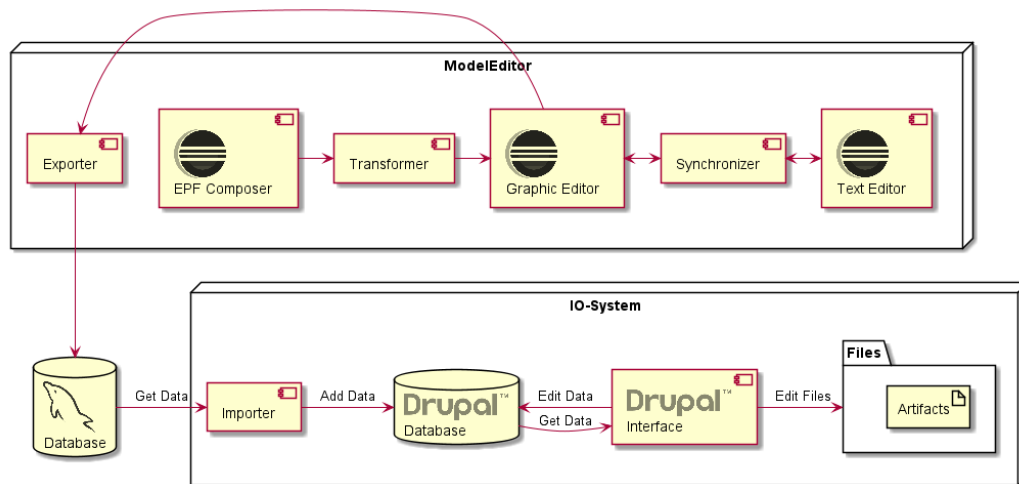 ModelEditor
Exporter
EPF Composer
Transformer
Graphic Editor
Synchronizer
Text Editor
IO-System
Database
Get Data
Importer
Add Data
Drupal™
Database
Edit Data
Get Data
Drupal™
Interface
Edit Files
Files
Artifacts